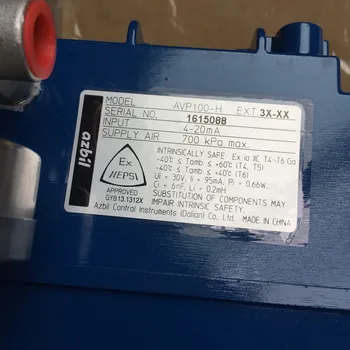 MODEL AVP100-H EXT 3X-XX
SERIAL NO. 1615088
INPUT 4-20mA
SUPPLY AIR 700 kPa max.
azbil
Ex
NEPSI
APPROVED
GYB13.1312X
INTRINSICALLY SAFE Ex ia IIC T4-T6 Ga
-40℃ ≤ Tamb ≤ +60℃ (T4, T5)
-40℃ ≤ Tamb ≤ +40℃ (T6)
Ui = 30V, Ii = 95mA, Pi = 0.66W,
Ci = 6nF, Li = 0.2mH
SUBSTITUTION OF COMPONENTS MAY
IMPAIR INTRINSIC SAFETY.
Azbil Control Instruments (Dalian) Co., Ltd. MADE IN CHINA